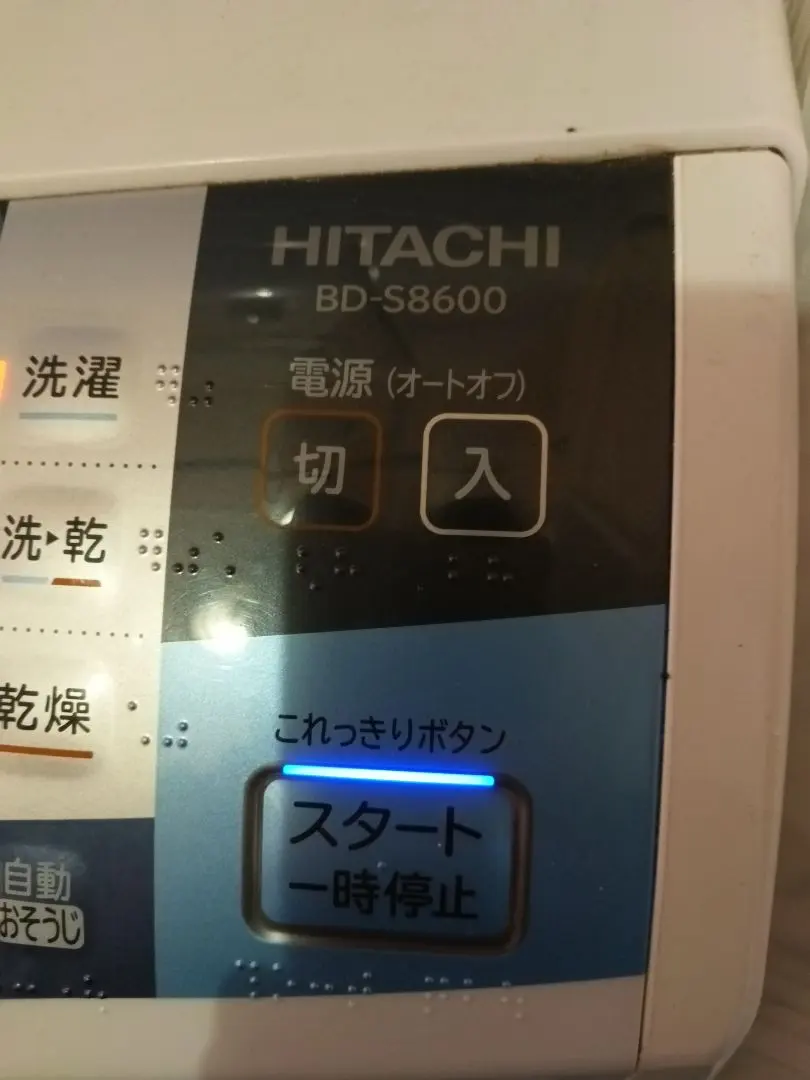 HITACHI
BD-S8600
電源(オートオフ)
切 入
洗濯
洗▸乾
乾燥
自動
おそうじ
これっきりボタン
スタート
一時停止